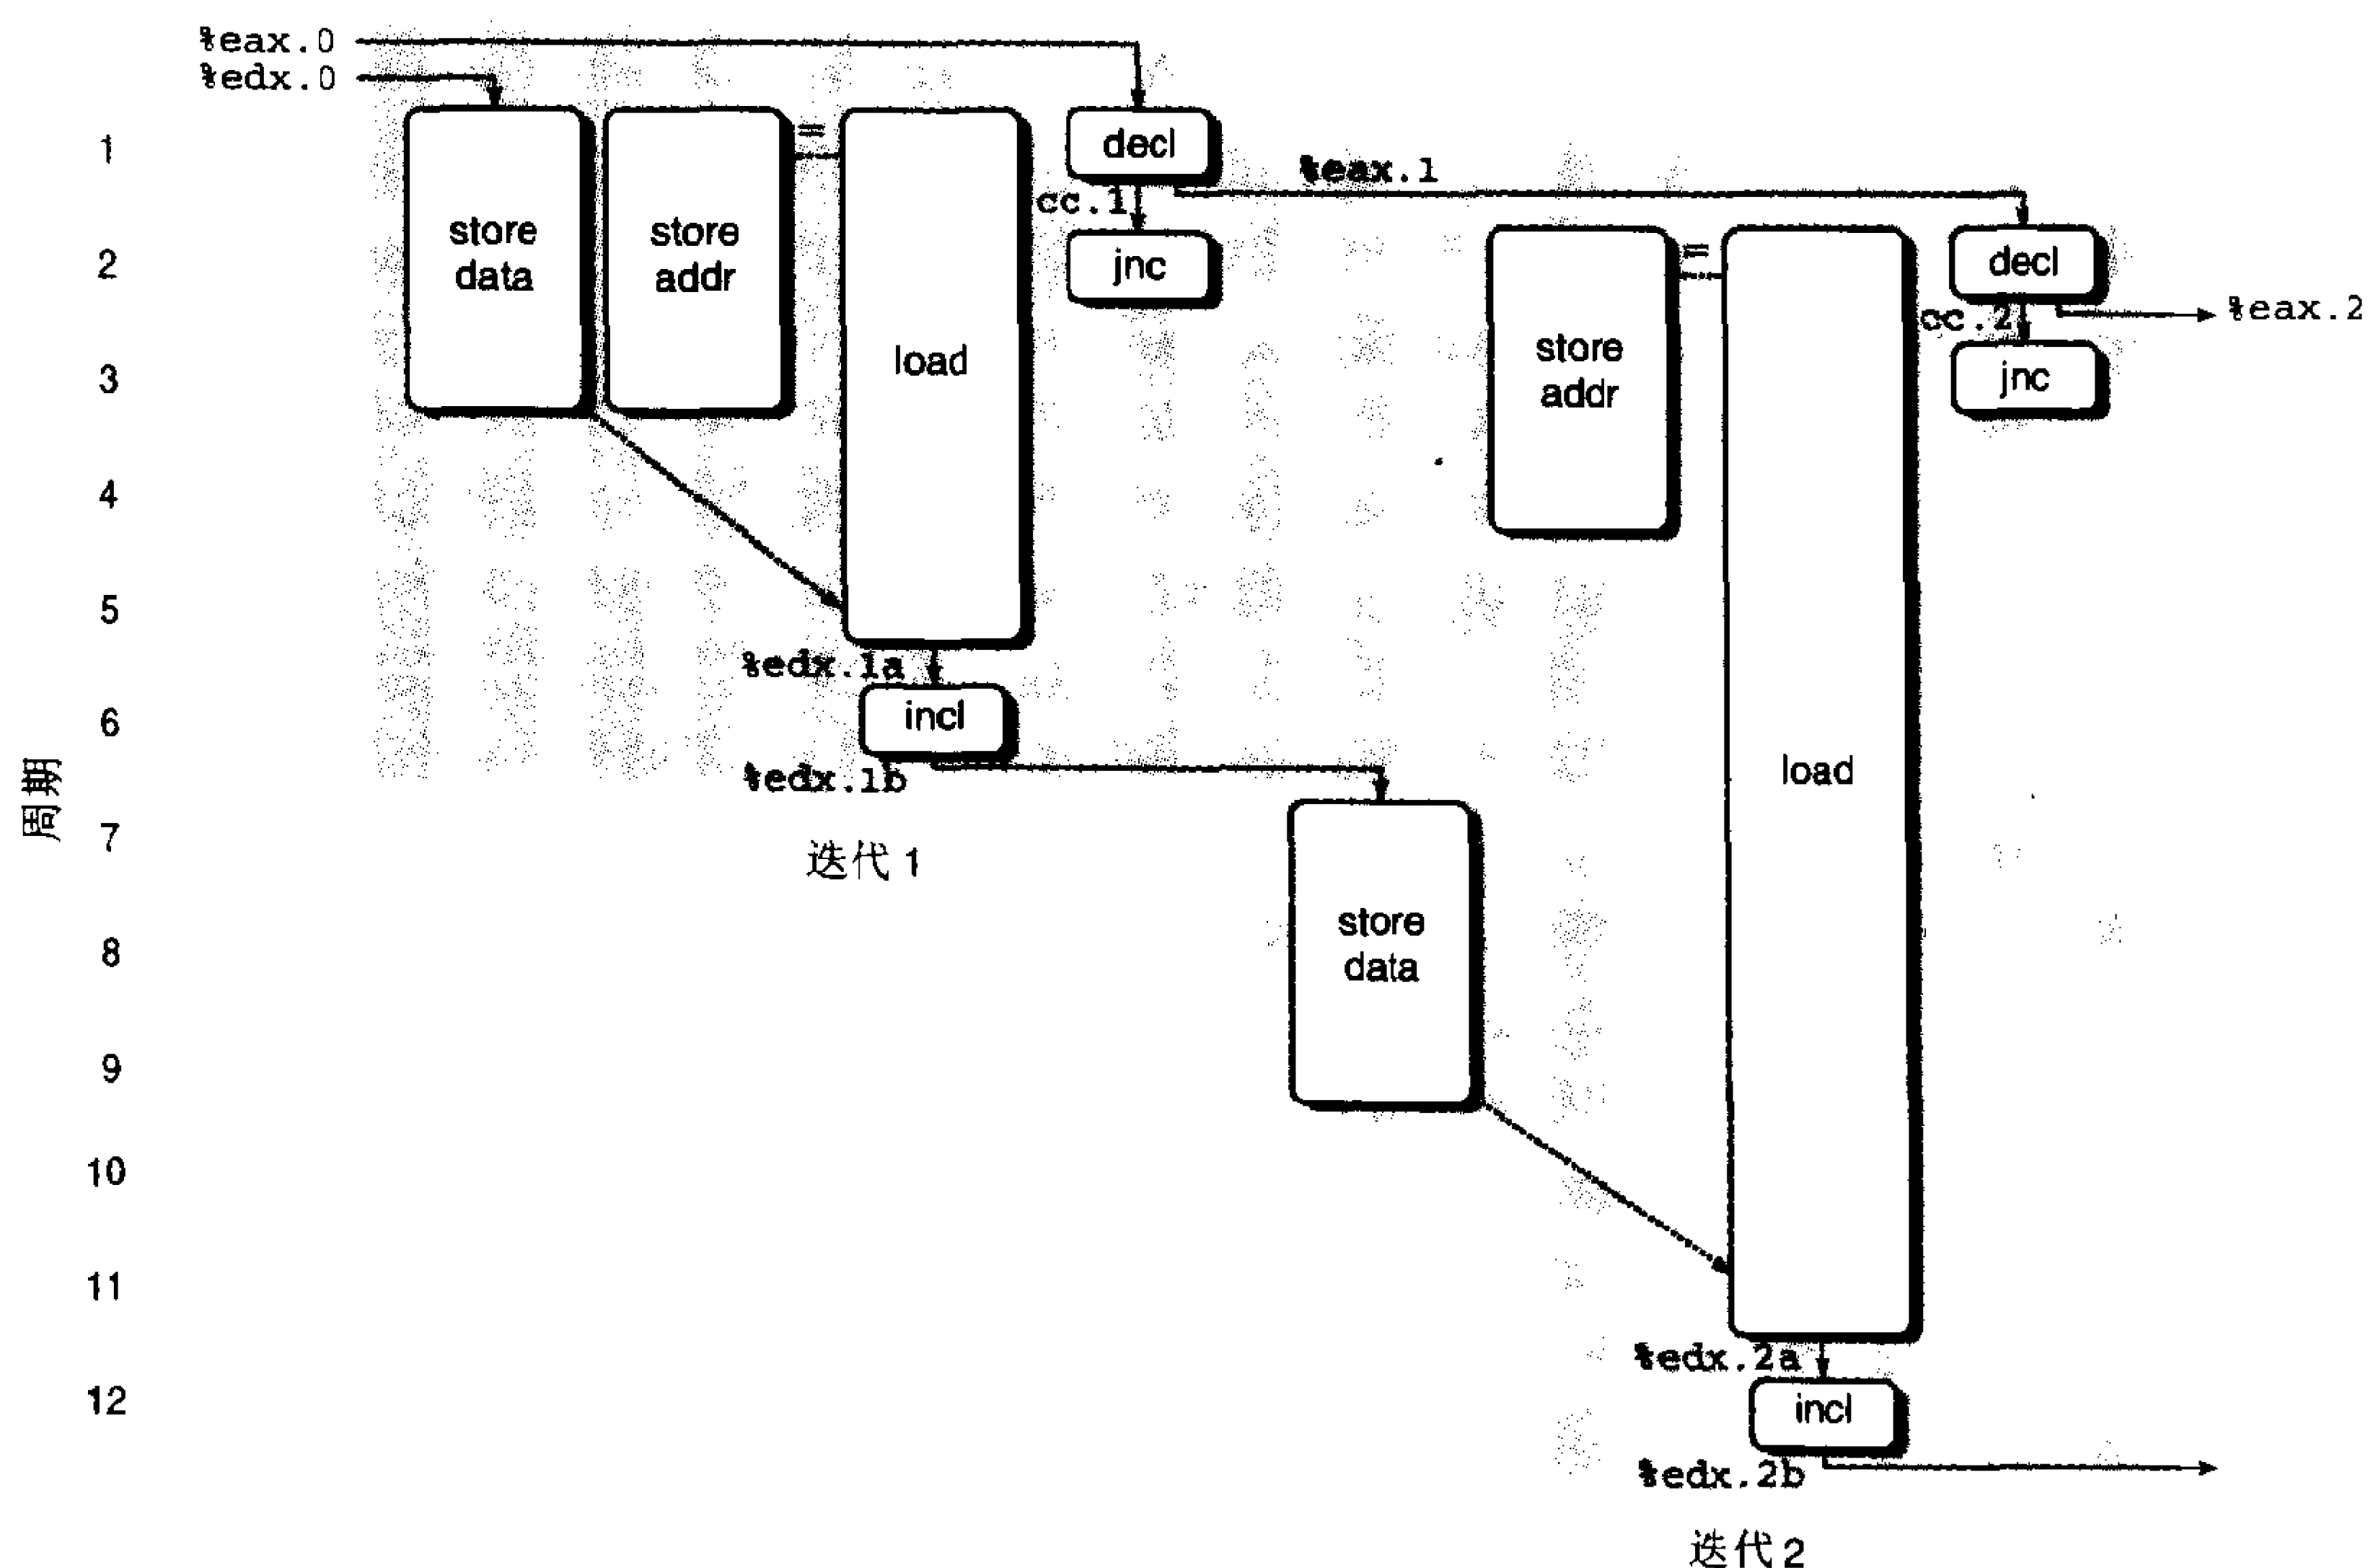 %eax.0
%edx.0
1
=
decl
%eax.1
cc.1
store
data
store
addr
2
jnc
=
decl
%eax.2
cc.2
load
store
addr
3
jnc
4
5
%edx.1a
6
incl
周期
%edx.1b
load
7
迭代 1
8
store
data
9
10
11
%edx.2a
12
incl
%edx.2b
迭代 2